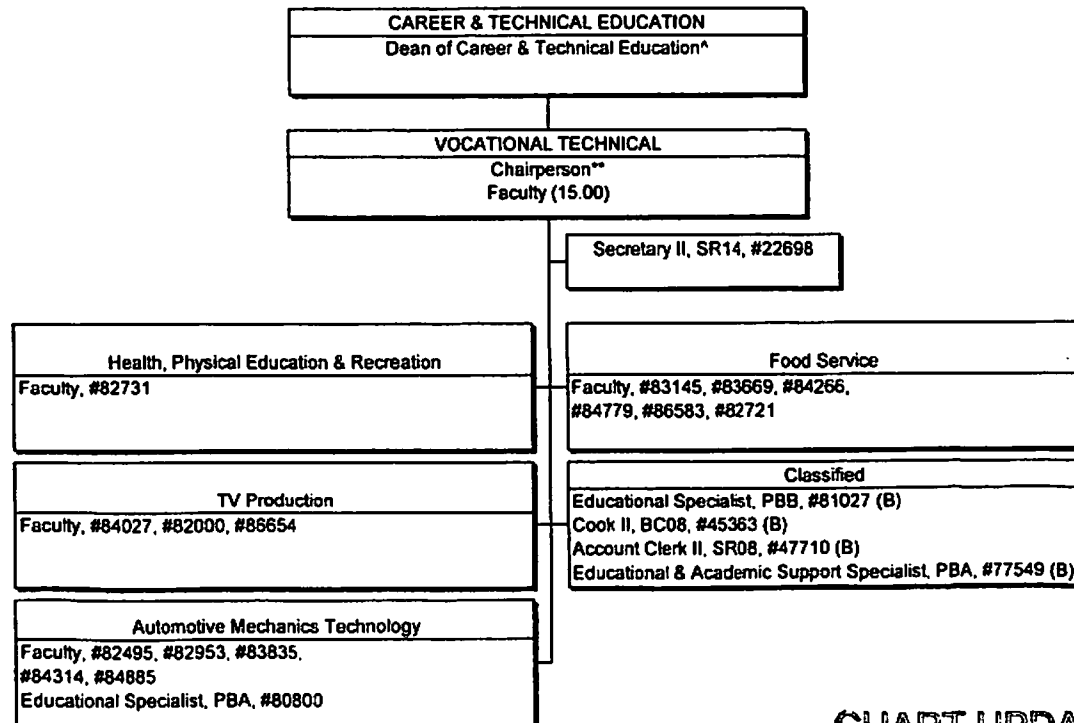 CAREER & TECHNICAL EDUCATION
Dean of Career & Technical Education^
VOCATIONAL TECHNICAL
Chairperson**
Faculty (15.00)
Secretary II, SR14, #22698
Health, Physical Education & Recreation
Faculty, #82731
Food Service
Faculty, #83145, #83669, #84266,
#84779, #86583, #82721
TV Production
Faculty, #84027, #82000, #86654
Classified
Educational Specialist, PBB, #81027 (B)
Cook II, BC08, #45363 (B)
Account Clerk II, SR08, #47710 (B)
Educational & Academic Support Specialist, PBA, #77549 (B)
Automotive Mechanics Technology
Faculty, #82495, #82953, #83835,
#84314, #84885
Educational Specialist, PBA, #80800
CHART